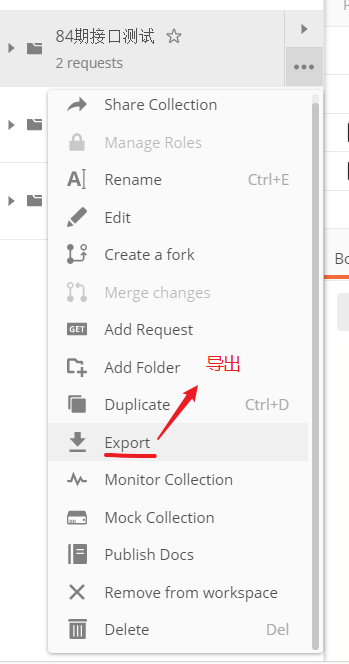 84期接口测试
2 requests
Share Collection
Manage Roles
Rename Ctrl+E
Edit
Create a fork
Merge changes
GET Add Request
Add Folder 导出
Duplicate Ctrl+D
Export
Monitor Collection
Mock Collection
Publish Docs
Remove from workspace
Delete Del